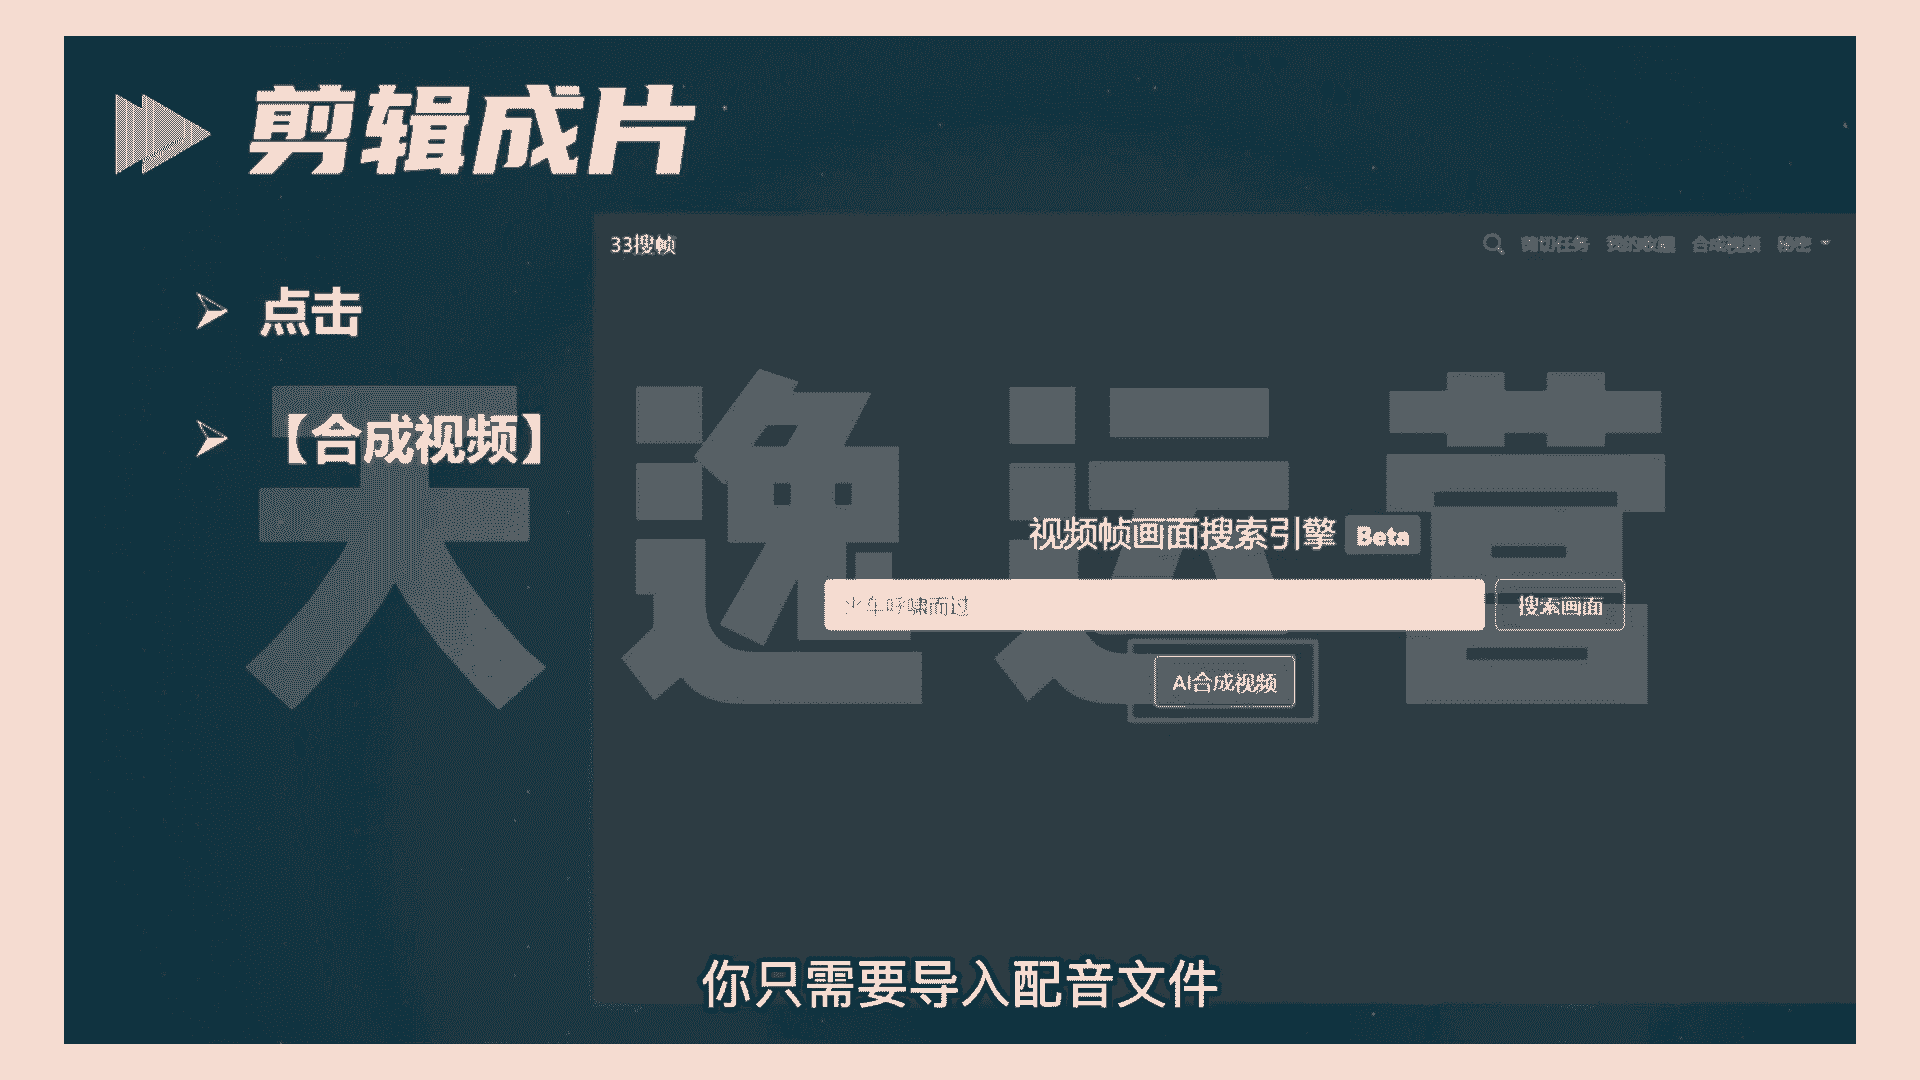 剪辑成片
点击
【合成视频】
33搜帧
剪切任务 我的收藏 合成视频
视频帧画面搜索引擎 Beta
火车呼啸而过
搜索画面
AI合成视频
天逸运营
你只需要导入配音文件